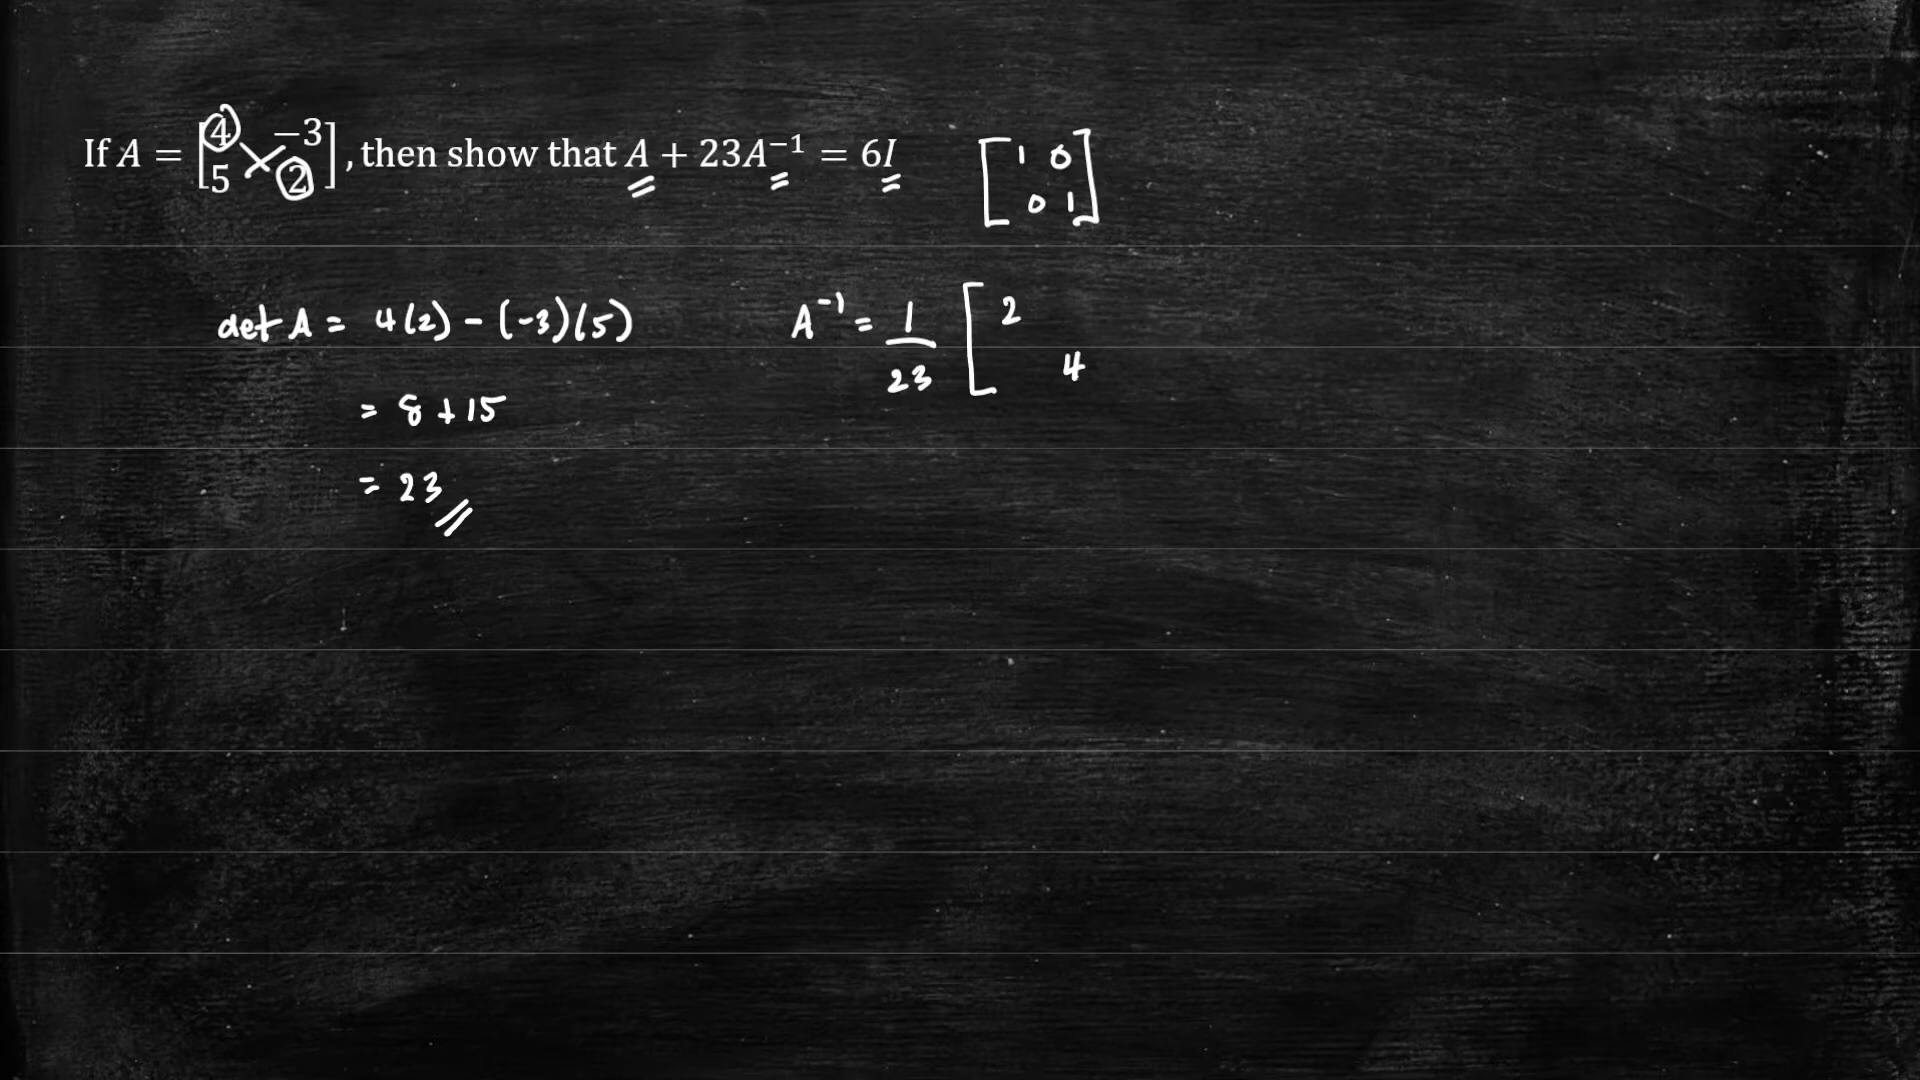 If A = [4 -3; 5 2], then show that A + 23A⁻¹ = 6I [1 0; 0 1]
det A = 4(2) - (-3)(5)
= 8 + 15
= 23
A⁻¹ = 1/23 [2
4